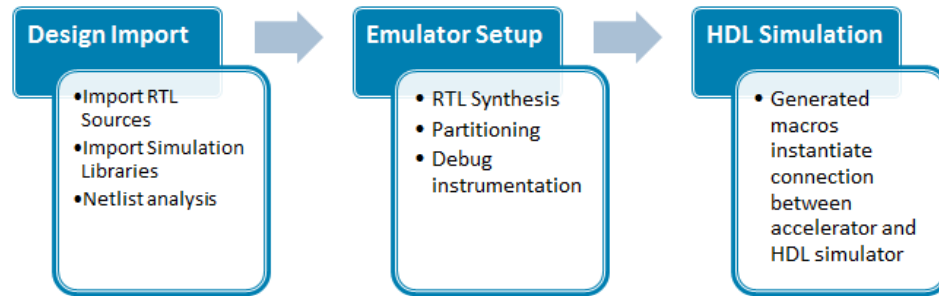 Design Import
•Import RTL
Sources
•Import Simulation
Libraries
•Netlist analysis
Emulator Setup
• RTL Synthesis
• Partitioning
• Debug
instrumentation
HDL Simulation
• Generated
macros
instantiate
connection
between
accelerator and
HDL simulator